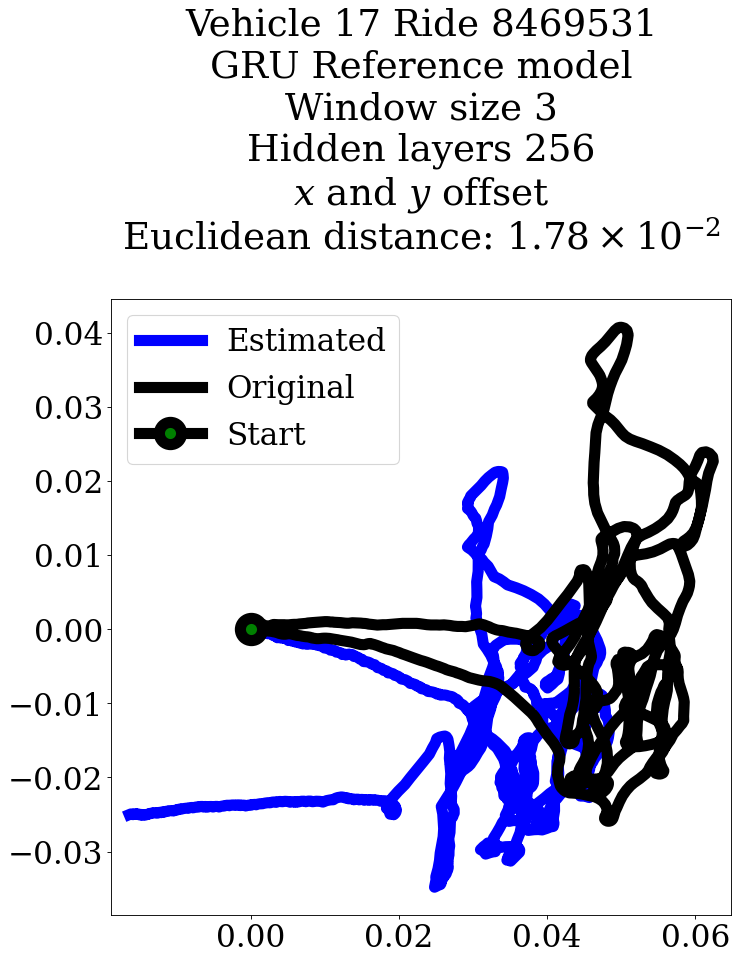 Vehicle 17 Ride 8469531
GRU Reference model
Window size 3
Hidden layers 256
x and y offset
Euclidean distance: 1.78 × 10⁻²
Estimated
Original
Start
0.04
0.03
0.02
0.01
0.00
−0.01
−0.02
−0.03
0.00 0.02 0.04 0.06